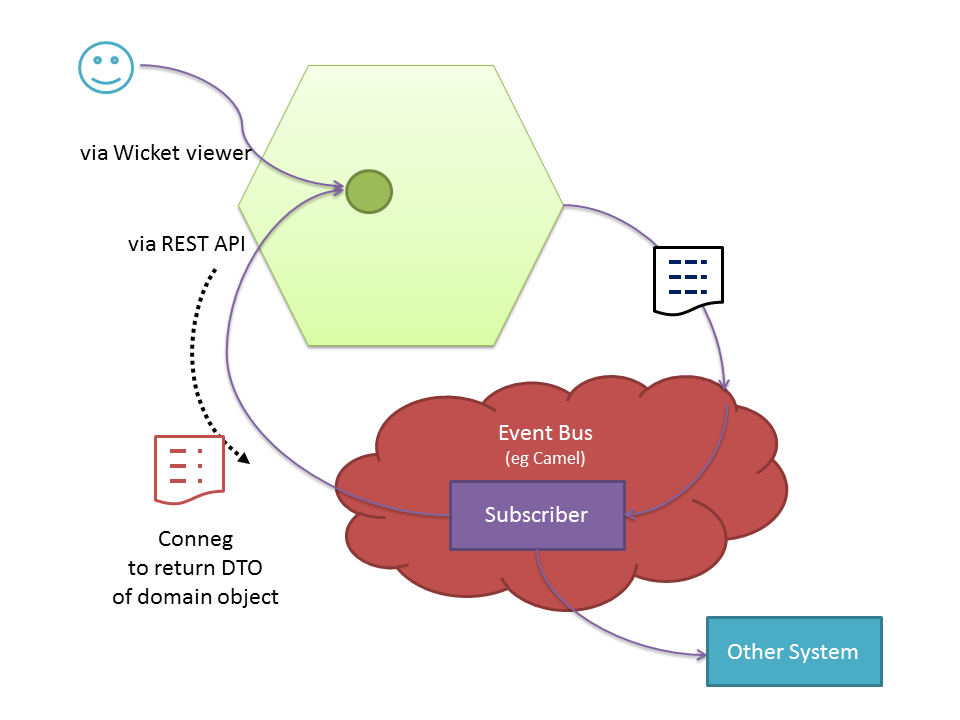 via Wicket viewer
via REST API
Event Bus
(eg Camel)
Subscriber
Conneg
to return DTO
of domain object
Other System